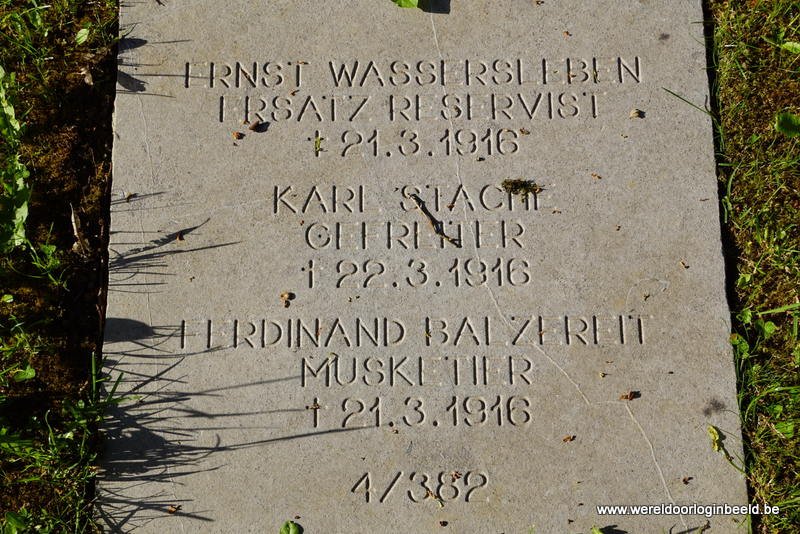 ERNST WASSERSLEBEN
ERSATZ RESERVIST
† 21.3.1916
KARL STACHE
GEFREITER
† 22.3.1916
FERDINAND BALZEREIT
MUSKETIER
† 21.3.1916
4/382
www.wereldoorloginbeeld.be